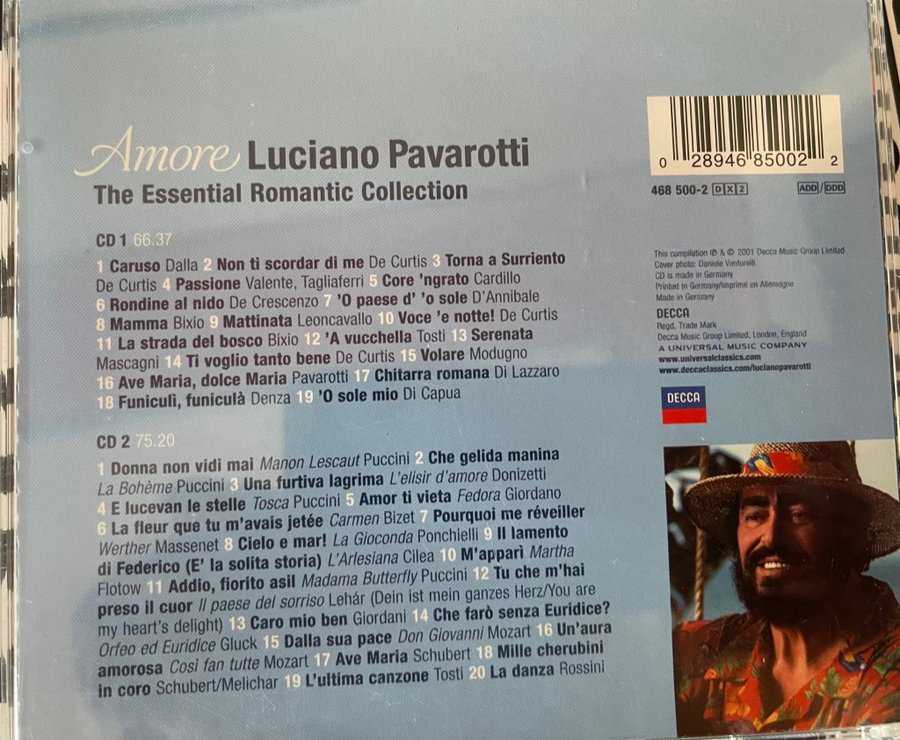 Amore Luciano Pavarotti
The Essential Romantic Collection
CD 1 66.37
1 Caruso Dalla 2 Non ti scordar di me De Curtis 3 Torna a Surriento
De Curtis 4 Passione Valente, Tagliaferri 5 Core 'ngrato Cardillo
6 Rondine al nido De Crescenzo 7 'O paese d' 'o sole D'Annibale
8 Mamma Bixio 9 Mattinata Leoncavallo 10 Voce 'e notte! De Curtis
11 La strada del bosco Bixio 12 'A vucchella Tosti 13 Serenata
Mascagni 14 Ti voglio tanto bene De Curtis 15 Volare Modugno
16 Ave Maria, dolce Maria Pavarotti 17 Chitarra romana Di Lazzaro
18 Funiculì, funiculà Denza 19 'O sole mio Di Capua
CD 2 75.20
1 Donna non vidi mai Manon Lescaut Puccini 2 Che gelida manina
La Bohème Puccini 3 Una furtiva lagrima L'elisir d'amore Donizetti
4 E lucevan le stelle Tosca Puccini 5 Amor ti vieta Fedora Giordano
6 La fleur que tu m'avais jetée Carmen Bizet 7 Pourquoi me réveiller
Werther Massenet 8 Cielo e mar! La Gioconda Ponchielli 9 Il lamento
di Federico (E' la solita storia) L'Arlesiana Cilea 10 M'apparì Martha
Flotow 11 Addio, fiorito asil Madama Butterfly Puccini 12 Tu che m'hai
preso il cuor Il paese del sorriso Lehár (Dein ist mein ganzes Herz/You are
my heart's delight) 13 Caro mio ben Giordani 14 Che farò senza Euridice?
Orfeo ed Euridice Gluck 15 Dalla sua pace Don Giovanni Mozart 16 Un'aura
amorosa Così fan tutte Mozart 17 Ave Maria Schubert 18 Mille cherubini
in coro Schubert/Melichar 19 L'ultima canzone Tosti 20 La danza Rossini
0 28946 85002 2
468 500-2 DX2 ADD/DDD
This compilation ℗ & © 2001 Decca Music Group Limited
Cover photo: Daniele Venturelli
CD is made in Germany
Printed in Germany/Imprimé en Allemagne
Made in Germany
DECCA
Regd. Trade Mark
Decca Music Group Limited, London, England
A UNIVERSAL MUSIC COMPANY
www.universalclassics.com
www.deccaclassics.com/lucianopavarotti
DECCA